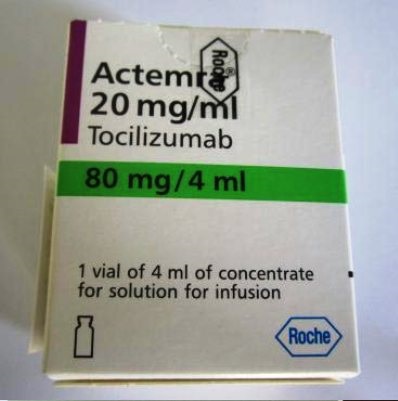 Actemra®
20 mg/ml
Tocilizumab
80 mg/4 ml
1 vial of 4 ml of concentrate
for solution for infusion
Roche
Roche